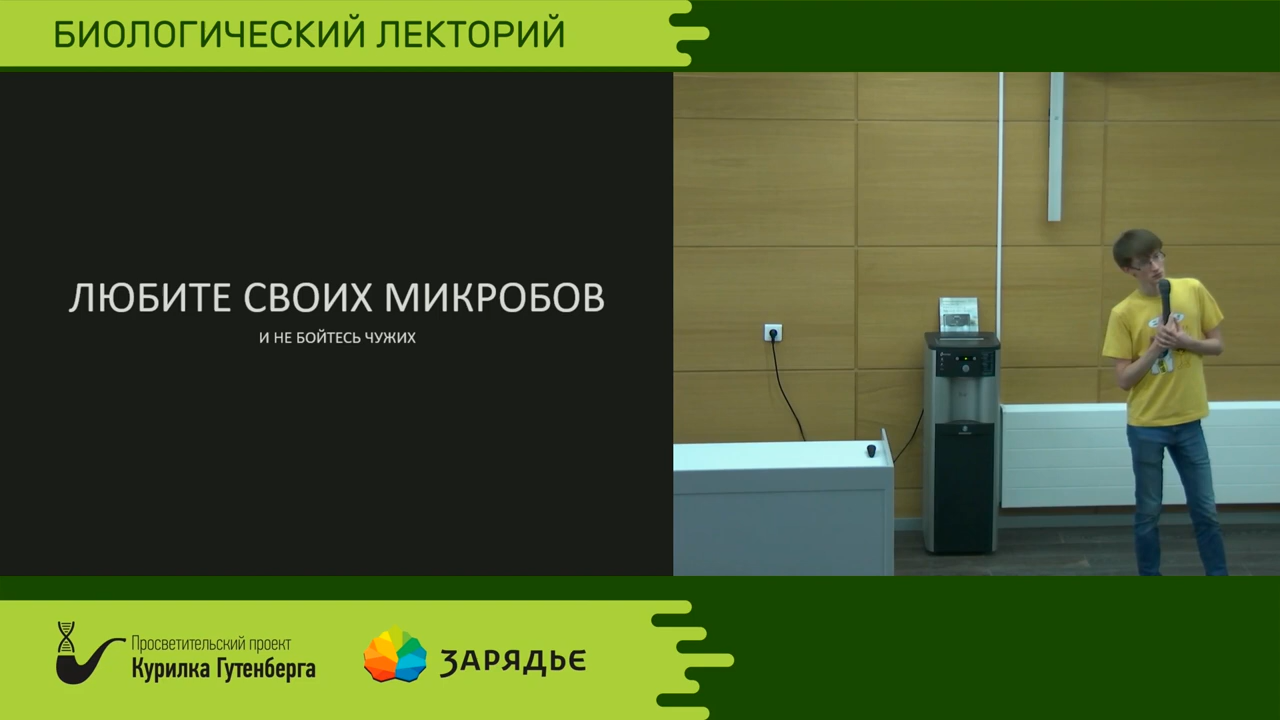 БИОЛОГИЧЕСКИЙ ЛЕКТОРИЙ
ЛЮБИТЕ СВОИХ МИКРОБОВ
И НЕ БОЙТЕСЬ ЧУЖИХ
Просветительский проект
Курилка Гутенберга
ЗАРЯДЬЕ